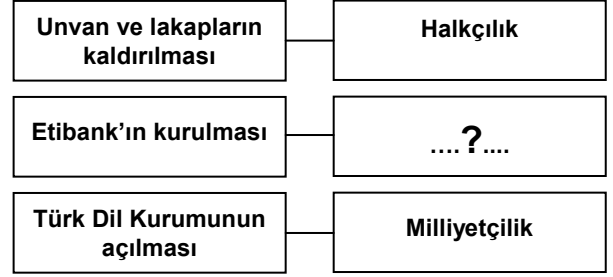 Unvan ve lakapların
kaldırılması
Halkçılık
Etibank’ın kurulması
....?....
Türk Dil Kurumunun
açılması
Milliyetçilik